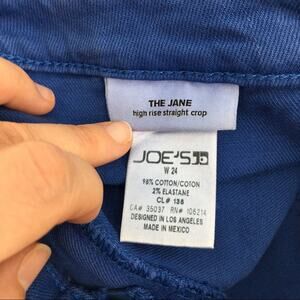 THE JANE
high rise straight crop
JOE'S
W 24
98% COTTON/COTON
2% ELASTANE
CL# 136
CA# 35037 RN# 106214
DESIGNED IN LOS ANGELES
MADE IN MEXICO